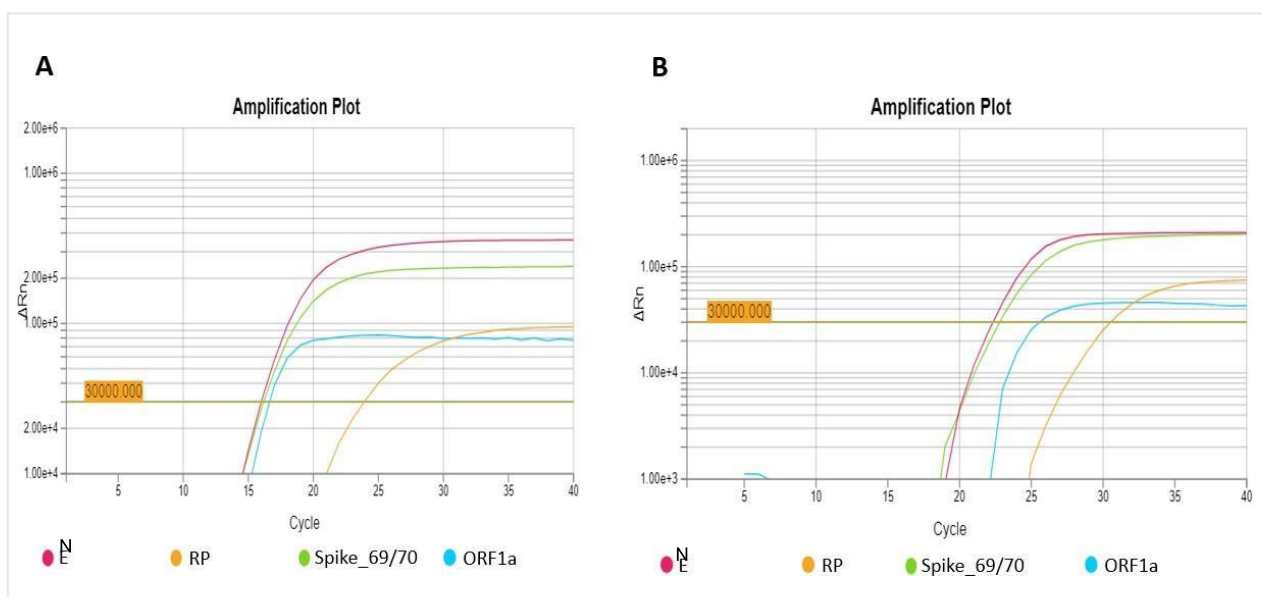 A
Amplification Plot
2.00e+6
1.00e+6
2.00e+5
1.00e+5
30000.000
2.00e+4
1.00e+4
ΔRn
5 10 15 20 25 30 35 40
Cycle
N
E RP Spike_69/70 ORF1a
B
Amplification Plot
1.00e+6
1.00e+5
30000.000
1.00e+4
1.00e+3
ΔRn
5 10 15 20 25 30 35 40
Cycle
N
E RP Spike_69/70 ORF1a